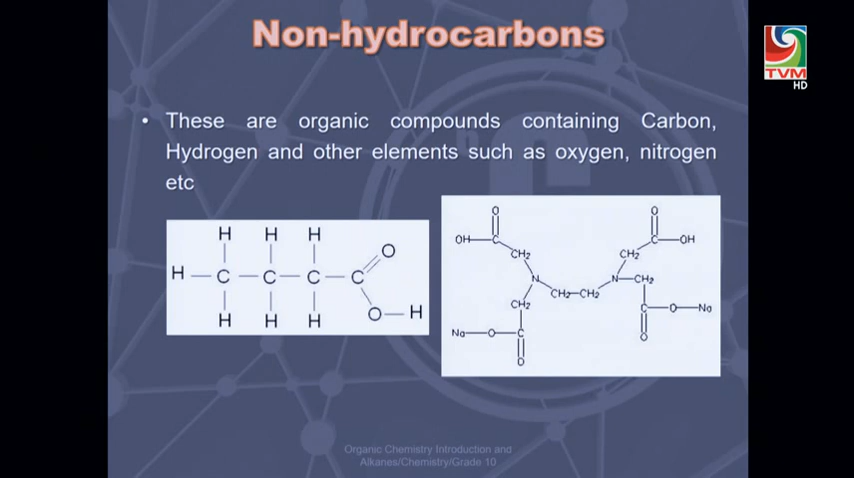 Non-hydrocarbons
TVM
HD
• These are organic compounds containing Carbon,
Hydrogen and other elements such as oxygen, nitrogen
etc
H H H
O
H C C C C
H H H O H
O O
OH C C OH
CH2 CH2
N N CH2
CH2 CH2
CH2
C O Na
Na O C
O
O
Organic Chemistry Introduction and
Alkanes/Chemistry/Grade 10